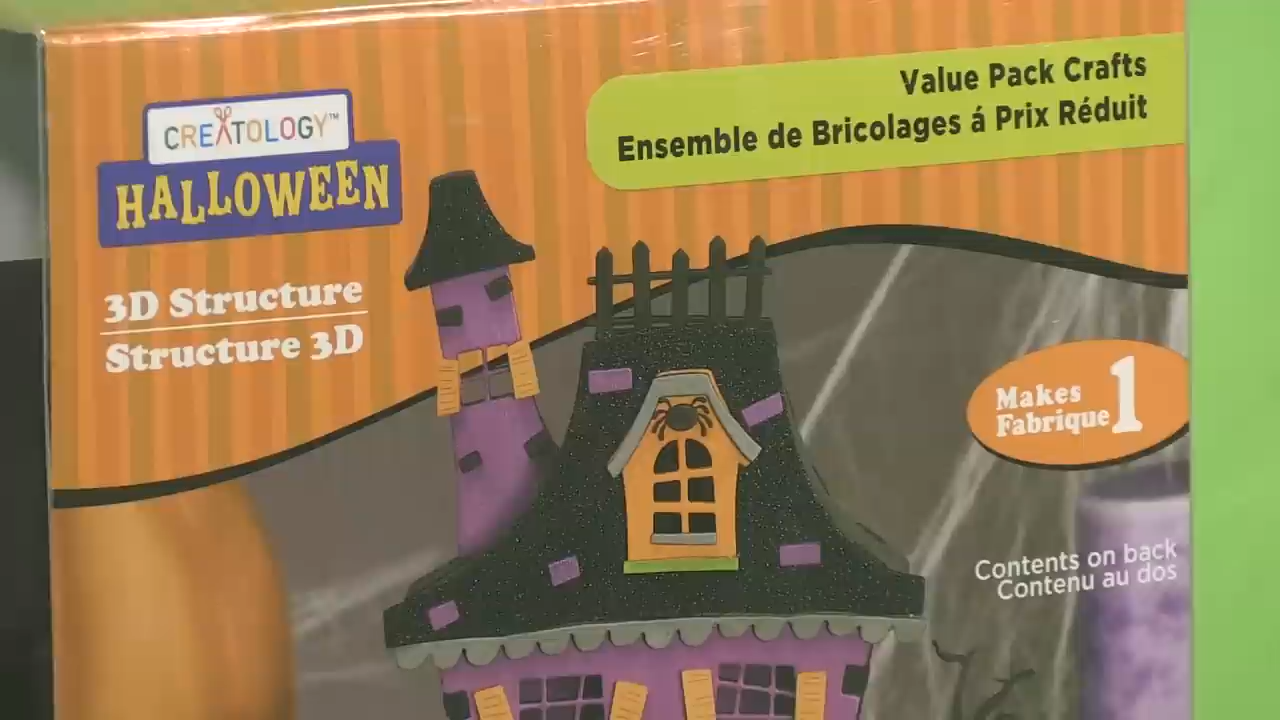 CREATOLOGY™
HALLOWEEN
3D Structure
Structure 3D
Value Pack Crafts
Ensemble de Bricolages á Prix Réduit
Makes
Fabrique 1
Contents on back
Contenu au dos